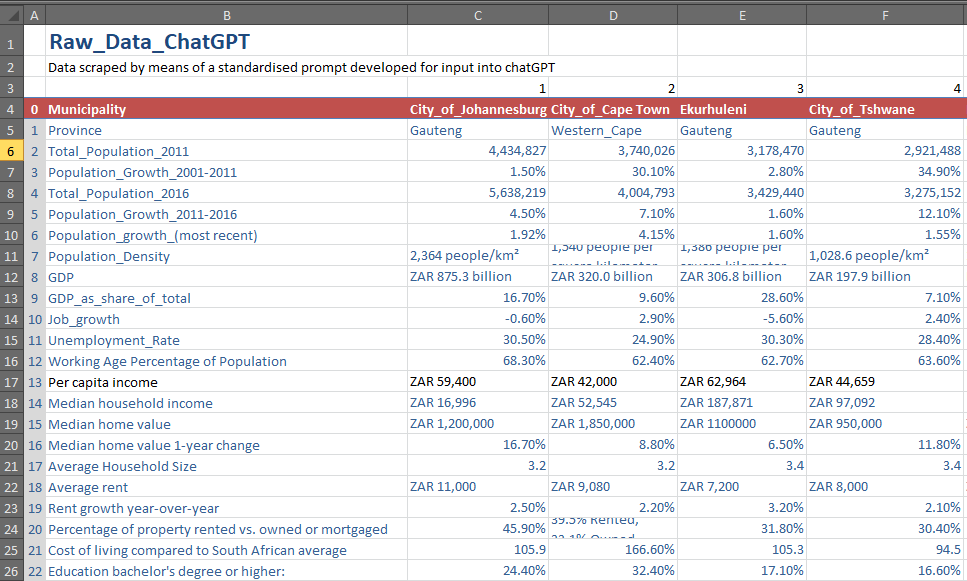 A B C D E F
1 Raw_Data_ChatGPT
2 Data scraped by means of a standardised prompt developed for input into chatGPT
3 1 2 3 4
4 0 Municipality City_of_Johannesburg City_of_Cape Town Ekurhuleni City_of_Tshwane
5 1 Province Gauteng Western_Cape Gauteng Gauteng
6 2 Total_Population_2011 4,434,827 3,740,026 3,178,470 2,921,488
7 3 Population_Growth_2001-2011 1.50% 30.10% 2.80% 34.90%
8 4 Total_Population_2016 5,638,219 4,004,793 3,429,440 3,275,152
9 5 Population_Growth_2011-2016 4.50% 7.10% 1.60% 12.10%
10 6 Population_growth_(most recent) 1.92% 4.15% 1.60% 1.55%
11 7 Population_Density 2,364 people/km² 1,540 people per 1,386 people per 1,028.6 people/km²
12 8 GDP ZAR 875.3 billion ZAR 320.0 billion ZAR 306.8 billion ZAR 197.9 billion
13 9 GDP_as_share_of_total 16.70% 9.60% 28.60% 7.10%
14 10 Job_growth -0.60% 2.90% -5.60% 2.40%
15 11 Unemployment_Rate 30.50% 24.90% 30.30% 28.40%
16 12 Working Age Percentage of Population 68.30% 62.40% 62.70% 63.60%
17 13 Per capita income ZAR 59,400 ZAR 42,000 ZAR 62,964 ZAR 44,659
18 14 Median household income ZAR 16,996 ZAR 52,545 ZAR 187,871 ZAR 97,092
19 15 Median home value ZAR 1,200,000 ZAR 1,850,000 ZAR 1100000 ZAR 950,000
20 16 Median home value 1-year change 16.70% 8.80% 6.50% 11.80%
21 17 Average Household Size 3.2 3.2 3.4 3.4
22 18 Average rent ZAR 11,000 ZAR 9,080 ZAR 7,200 ZAR 8,000
23 19 Rent growth year-over-year 2.50% 2.20% 3.20% 2.10%
24 20 Percentage of property rented vs. owned or mortgaged 45.90% 39.5% Rented, 31.80% 30.40%
25 21 Cost of living compared to South African average 105.9 166.60% 105.3 94.5
26 22 Education bachelor's degree or higher: 24.40% 32.40% 17.10% 16.60%